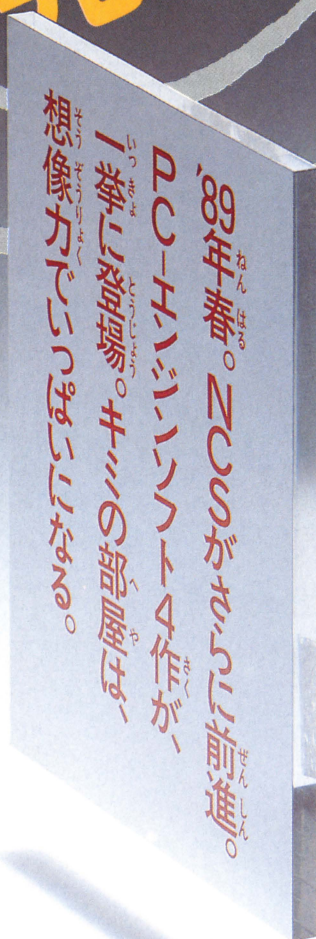 '89年春。NCSがさらに前進。
PC-エンジンソフト4作が、
一挙に登場。キミの部屋は、
想像力でいっぱいになる。